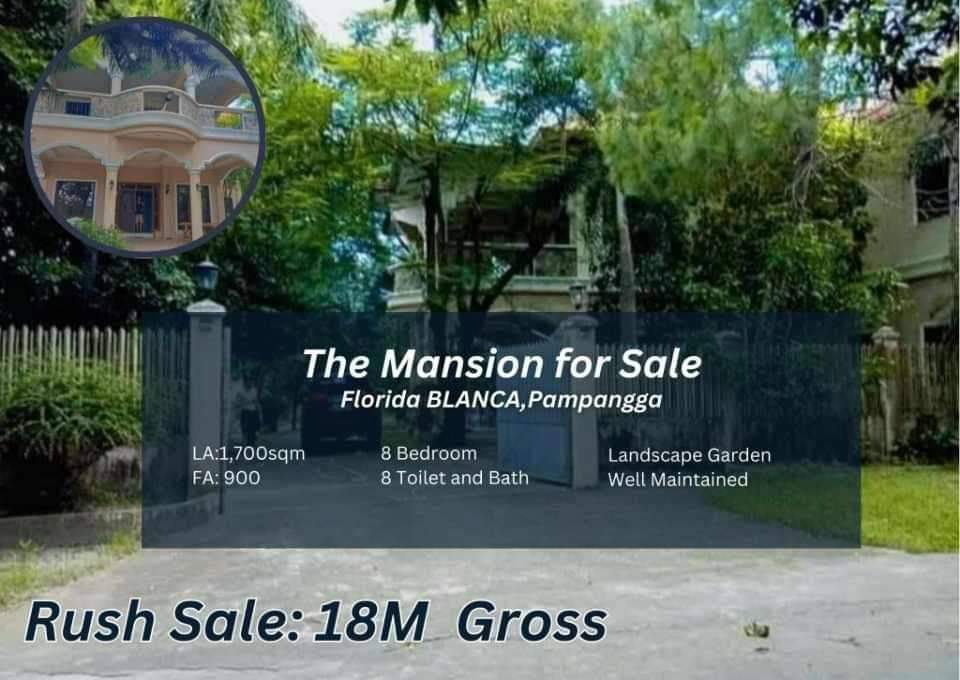 The Mansion for Sale
Florida BLANCA,Pampangga
LA:1,700sqm
FA: 900
8 Bedroom
8 Toilet and Bath
Landscape Garden
Well Maintained
Rush Sale: 18M Gross